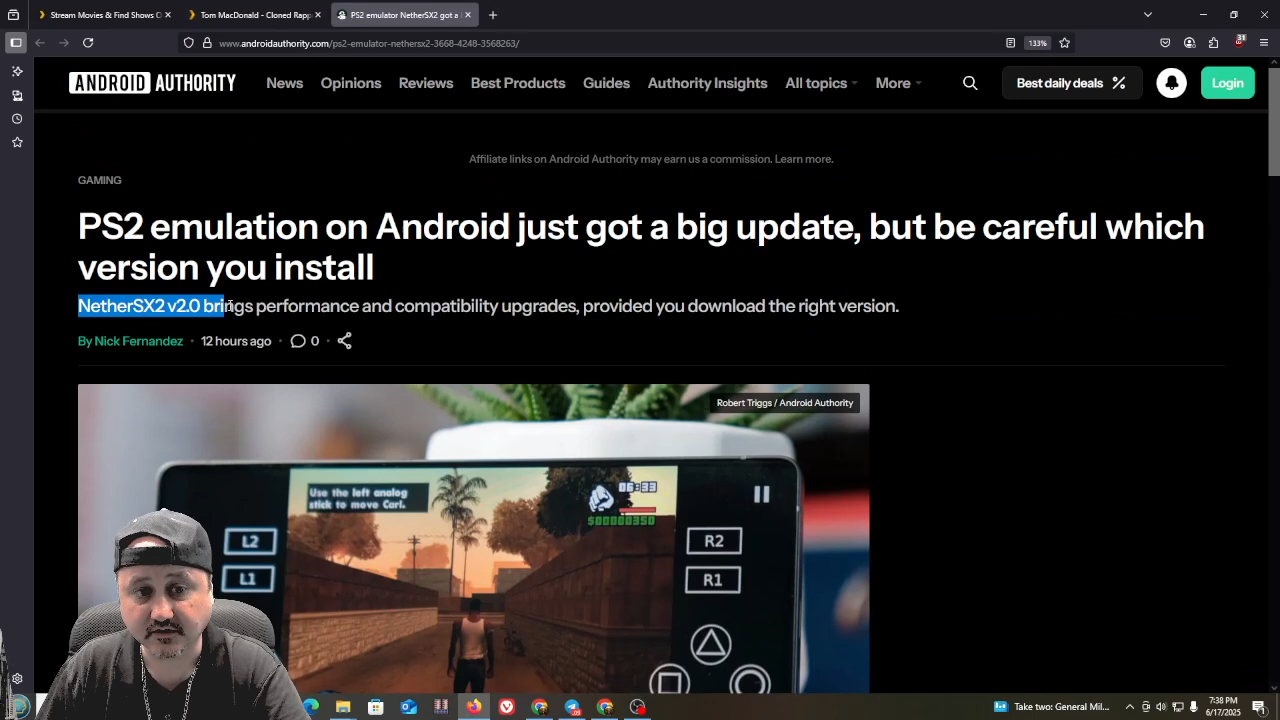 Stream Movies & Find Shows O
Tom MacDonald - Cloned Rapp
PS2 emulator NetherSX2 got a
www.androidauthority.com/ps2-emulator-nethersx2-3668-4248-3568263/
133%
31
ANDROID AUTHORITY
News
Opinions
Reviews
Best Products
Guides
Authority Insights
All topics
More
Best daily deals
Login
Affiliate links on Android Authority may earn us a commission. Learn more.
GAMING
PS2 emulation on Android just got a big update, but be careful which
version you install
NetherSX2 v2.0 brings performance and compatibility upgrades, provided you download the right version.
By Nick Fernandez • 12 hours ago • 0 •
Robert Triggs / Android Authority
Use the left analog
stick to move Carl.
06:33
$00000350
L2
L1
R2
R1
Take two: General Mil...
7:38 PM
6/17/2025